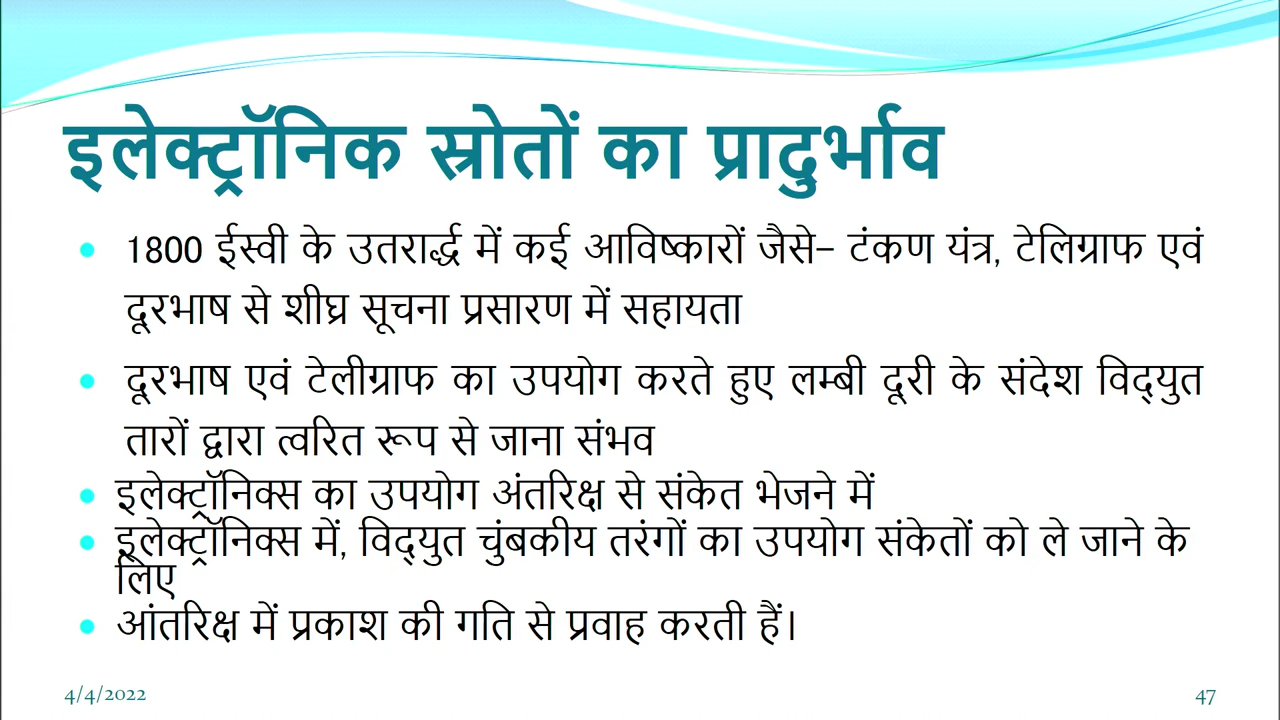 इलेक्ट्रॉनिक स्रोतों का प्रादुर्भाव
• 1800 ईस्वी के उतरार्द्ध में कई आविष्कारों जैसे– टंकण यंत्र, टेलिग्राफ एवं
दूरभाष से शीघ्र सूचना प्रसारण में सहायता
• दूरभाष एवं टेलीग्राफ का उपयोग करते हुए लम्बी दूरी के संदेश विद्‌युत
तारों द्वारा त्वरित रूप से जाना संभव
• इलेक्ट्रॉनिक्स का उपयोग अंतरिक्ष से संकेत भेजने में
• इलेक्ट्रॉनिक्स में, विद्‌युत चुंबकीय तरंगों का उपयोग संकेतों को ले जाने के
लिए
• आंतरिक्ष में प्रकाश की गति से प्रवाह करती हैं।
4/4/2022
47